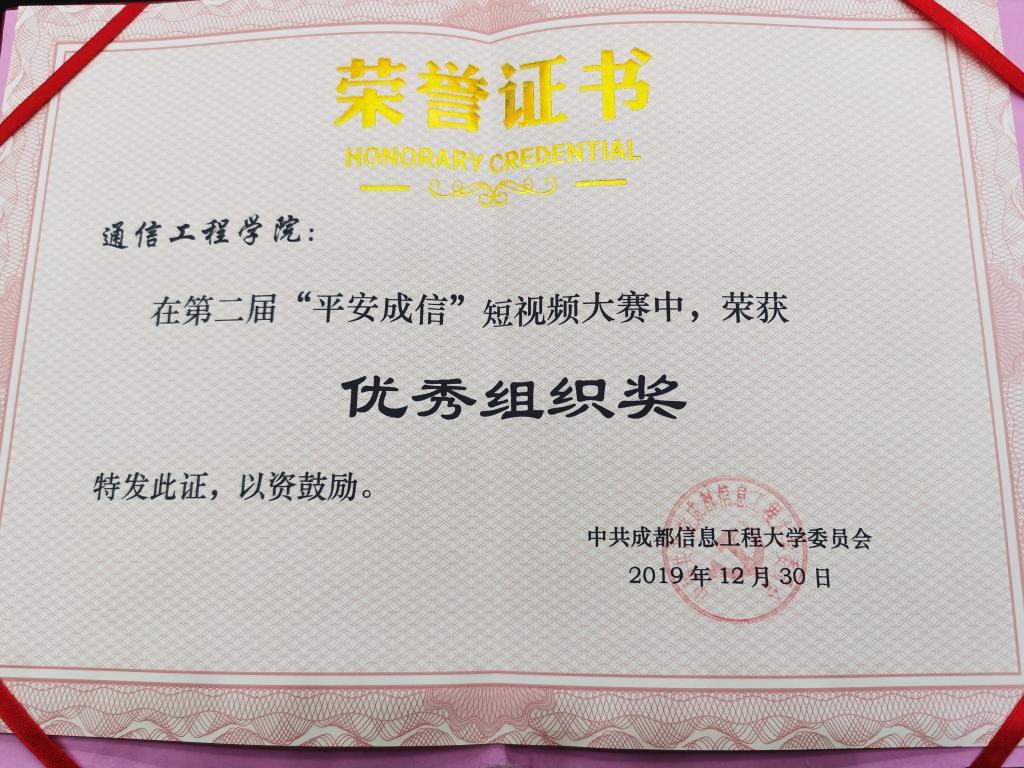 荣誉证书
HONORARY CREDENTIAL
通信工程学院：
在第二届“平安成信”短视频大赛中，荣获
优秀组织奖
特发此证，以资鼓励。
中共成都信息工程大学委员会
2019年12月30日